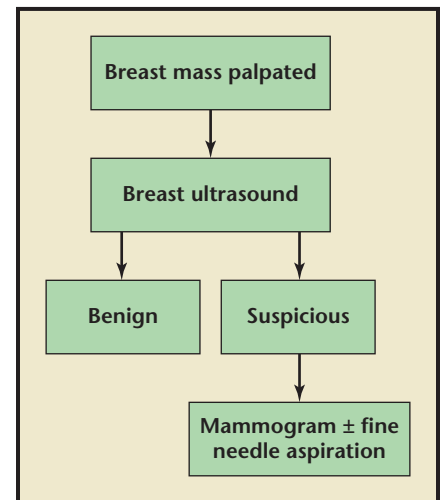 Breast mass palpated
Breast ultrasound
Benign
Suspicious
Mammogram ± fine
needle aspiration